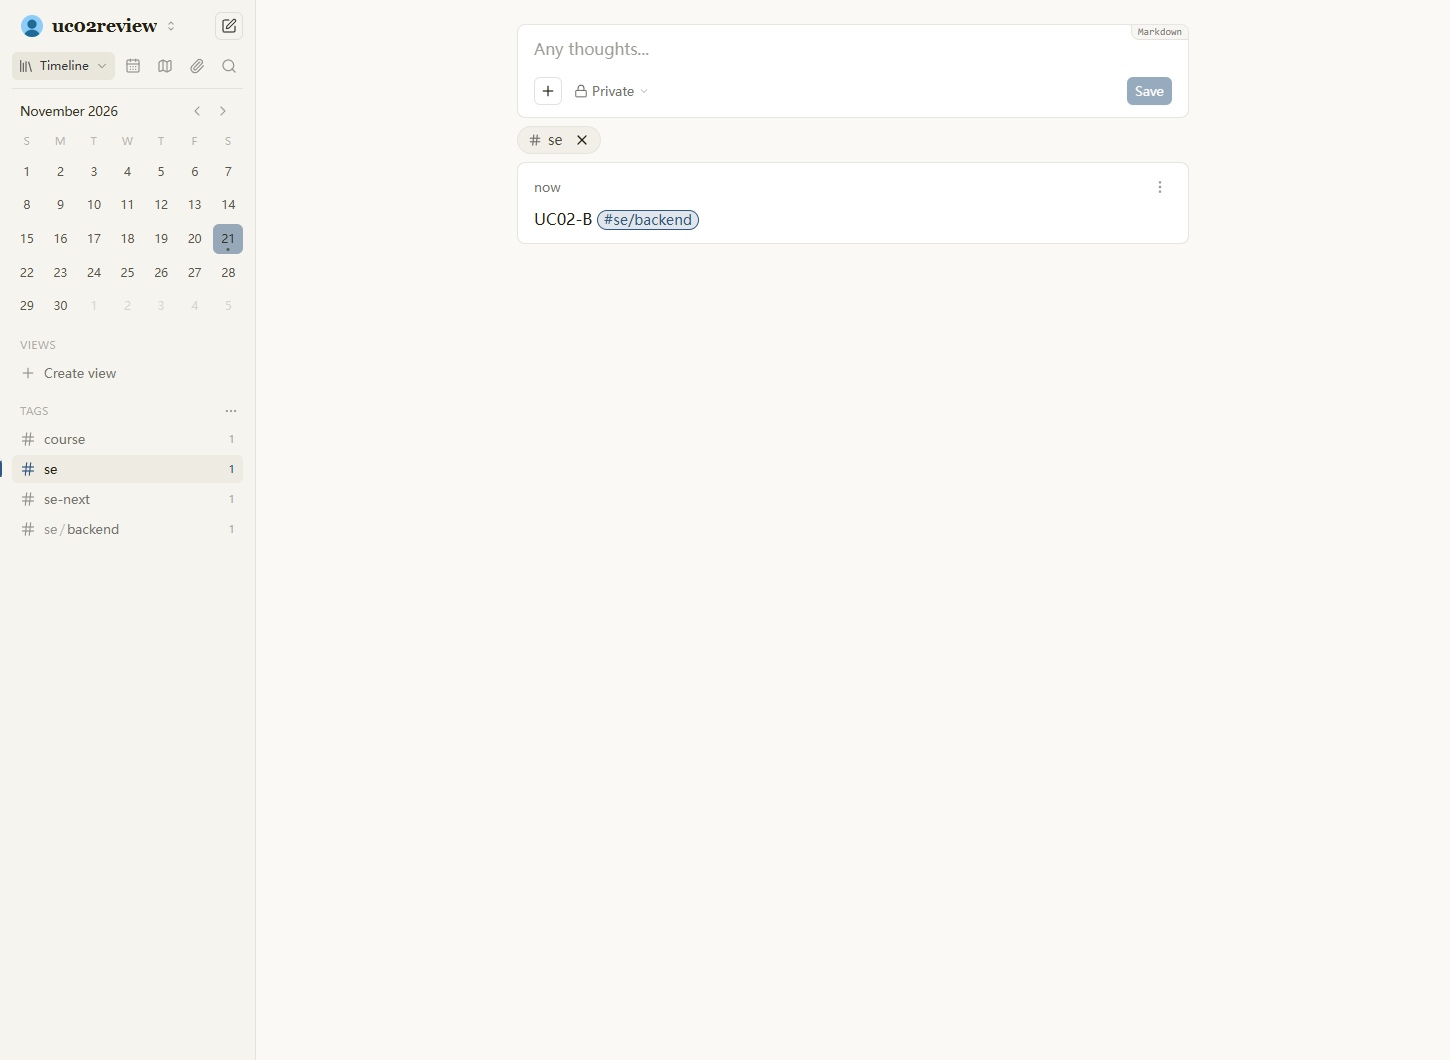 uc02review
Timeline
November 2026
S M T W T F S
1 2 3 4 5 6 7
8 9 10 11 12 13 14
15 16 17 18 19 20 21
22 23 24 25 26 27 28
29 30 1 2 3 4 5
VIEWS
Create view
TAGS
# course 1
# se 1
# se-next 1
# se/backend 1
Markdown
Any thoughts...
Private
Save
# se
now
UC02-B #se/backend